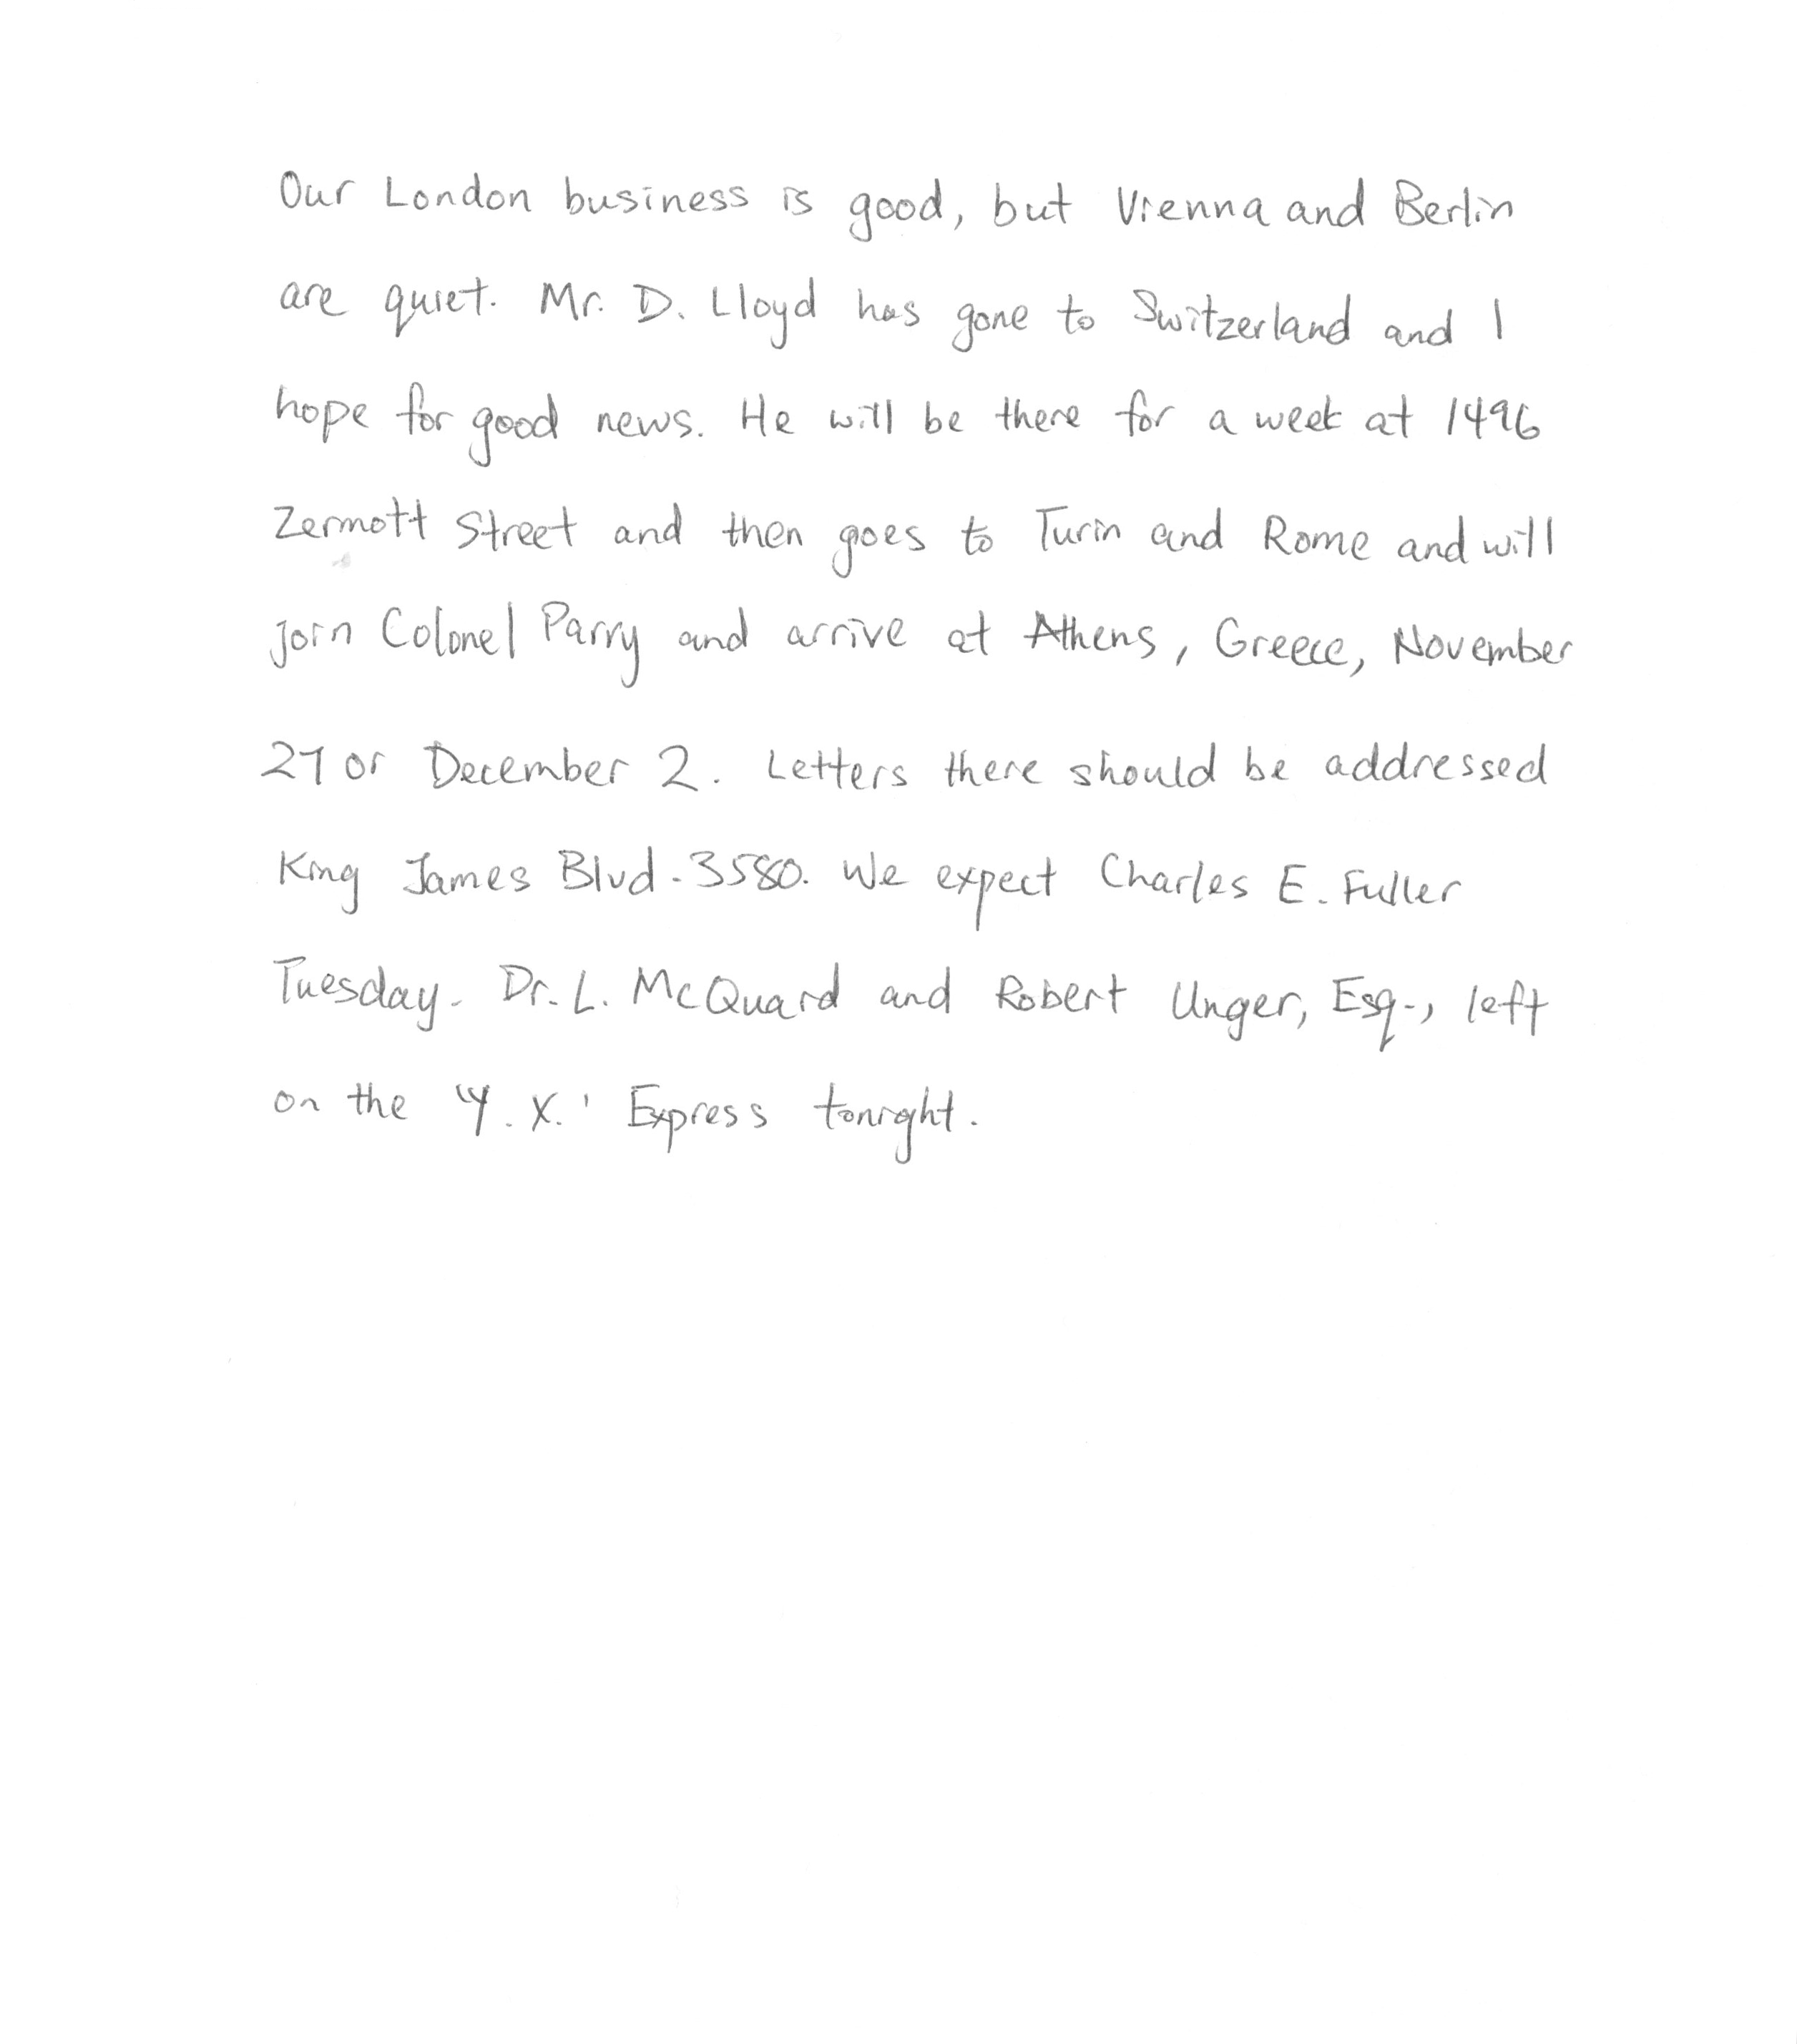 Our London business is good, but Vienna and Berlin
are quiet. Mr. D. Lloyd has gone to Switzerland and I
hope for good news. He will be there for a week at 1496
Zermott Street and then goes to Turin and Rome and will
join Colonel Parry and arrive at Athens, Greece, November
27 or December 2. Letters there should be addressed
King James Blvd. 3580. We expect Charles E. Fuller
Tuesday. Dr. L. McQuard and Robert Unger, Esq., left
on the "Y. X.' Express tonight.